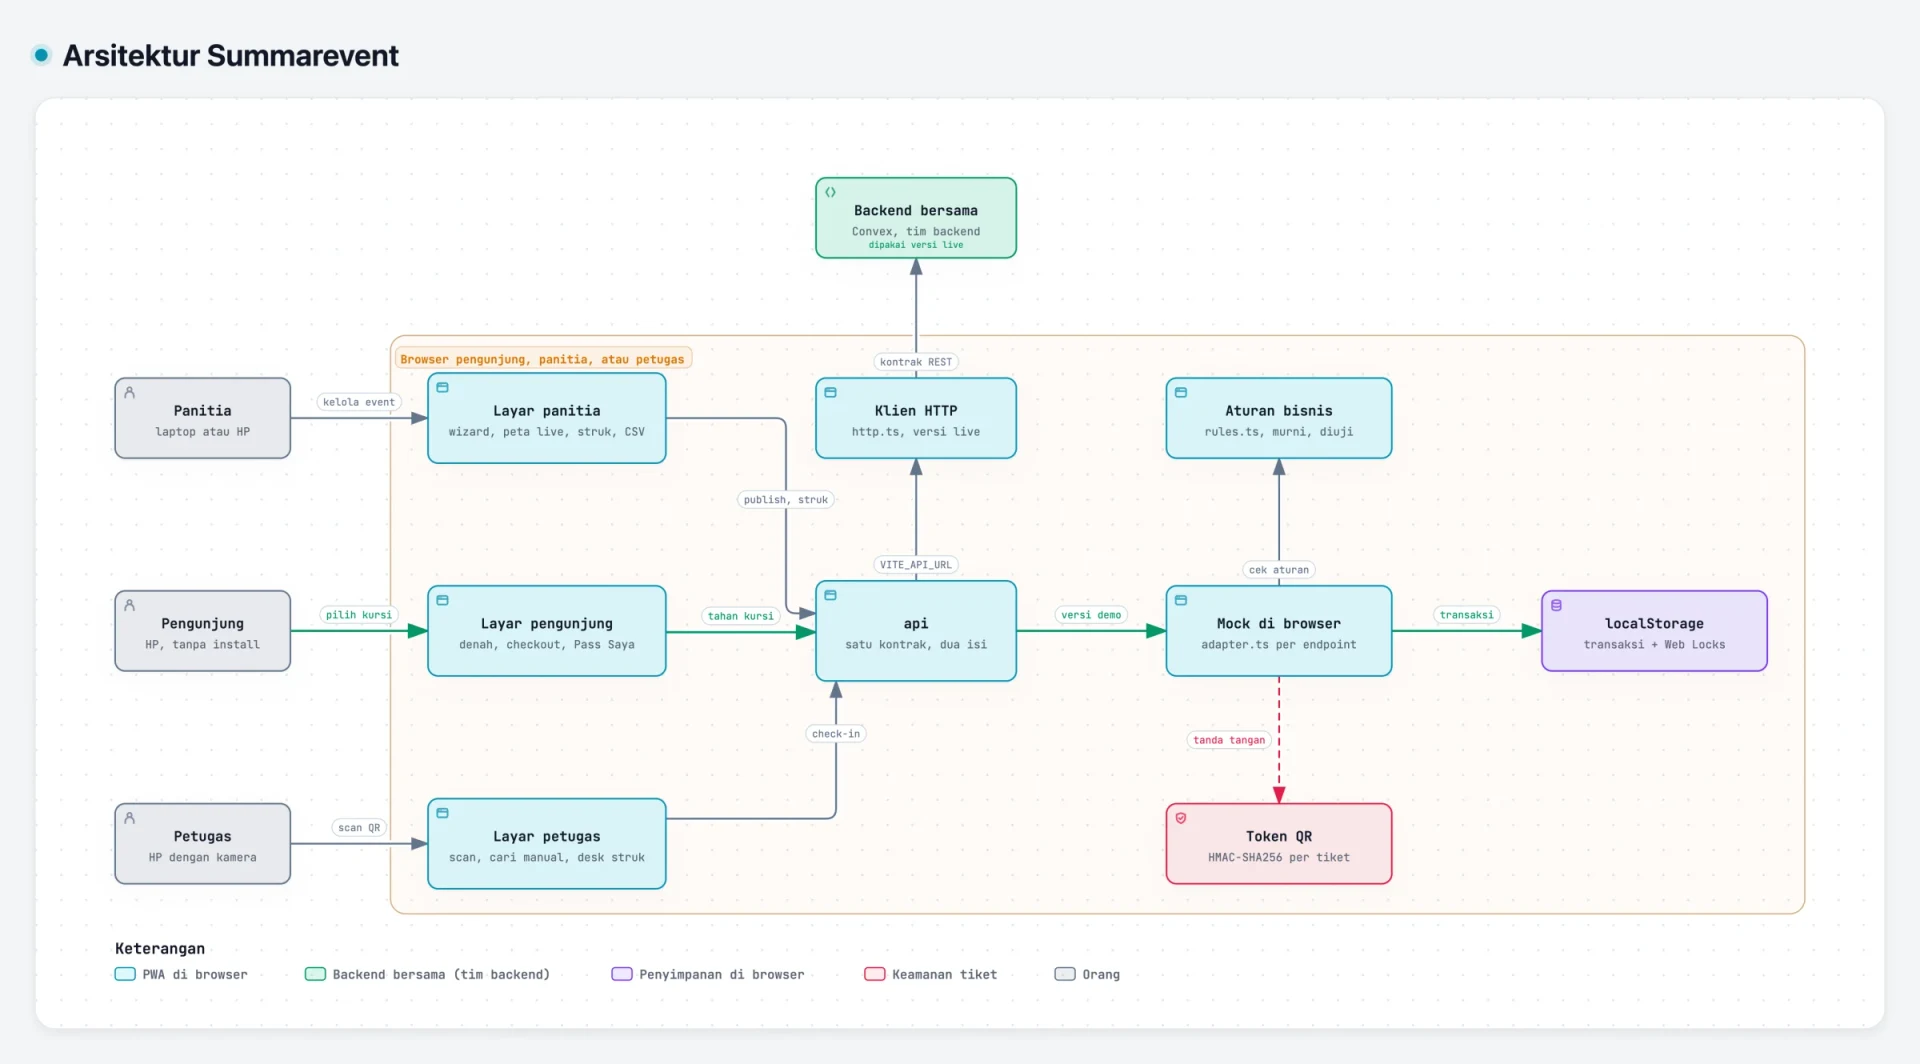 Arsitektur Summarevent
Backend bersama
Convex, tim backend
dipakai versi live
kontrak REST
Browser pengunjung, panitia, atau petugas
Panitia
laptop atau HP
kelola event
Layar panitia
wizard, peta live, struk, CSV
publish, struk
Klien HTTP
http.ts, versi live
Aturan bisnis
rules.ts, murni, diuji
VITE_API_URL
cek aturan
Pengunjung
HP, tanpa install
pilih kursi
Layar pengunjung
denah, checkout, Pass Saya
tahan kursi
api
satu kontrak, dua isi
versi demo
Mock di browser
adapter.ts per endpoint
transaksi
localStorage
transaksi + Web Locks
check-in
tanda tangan
Petugas
HP dengan kamera
scan QR
Layar petugas
scan, cari manual, desk struk
Token QR
HMAC-SHA256 per tiket
Keterangan
PWA di browser
Backend bersama (tim backend)
Penyimpanan di browser
Keamanan tiket
Orang